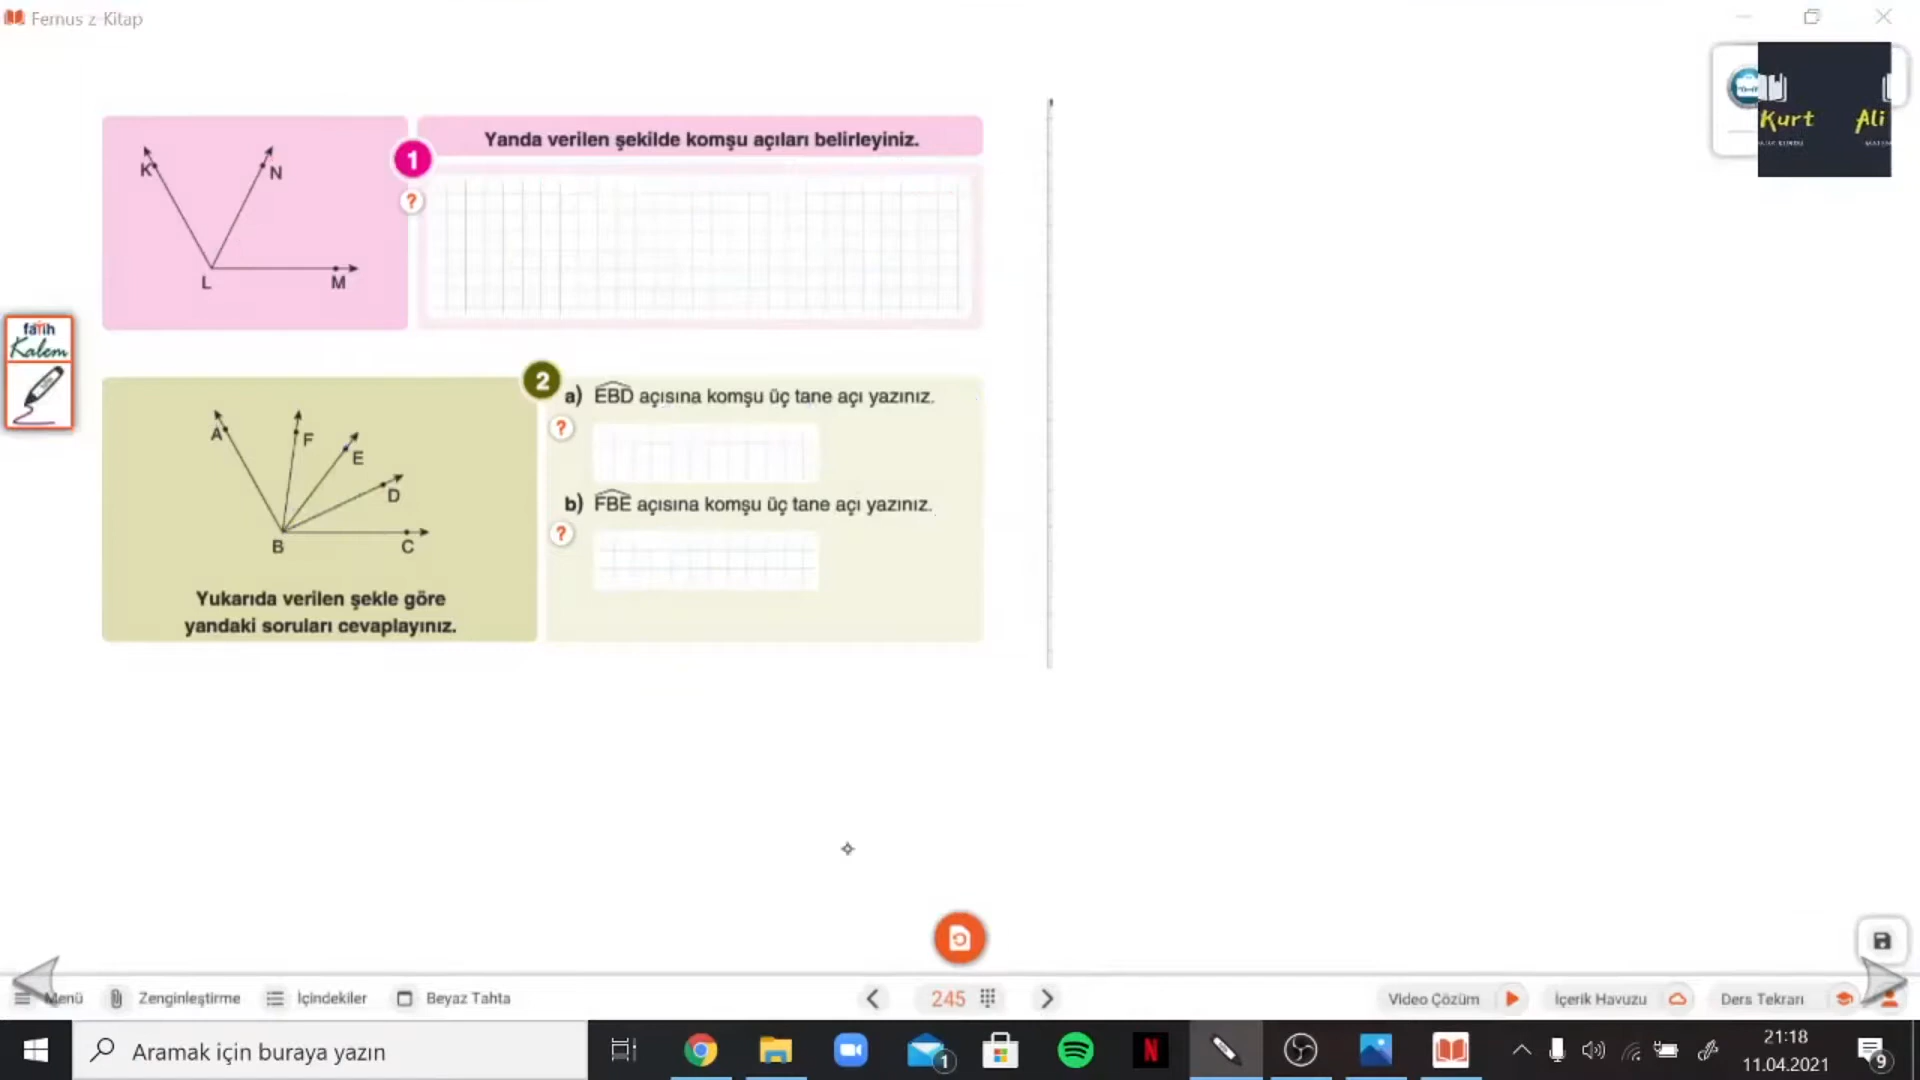 Fernus z-Kitap
Kurt Ali
K
N
L
M
1
Yanda verilen şekilde komşu açıları belirleyiniz.
?
fatih
Kalem
2
A
F
E
D
B
C
Yukarıda verilen şekle göre
yandaki soruları cevaplayınız.
a) EBD açısına komşu üç tane açı yazınız.
?
b) FBE açısına komşu üç tane açı yazınız.
?
Menü Zenginleştirme İçindekiler Beyaz Tahta 245 Video Çözüm İçerik Havuzu Ders Tekrarı
Aramak için buraya yazın
1
N
21:18
11.04.2021
9